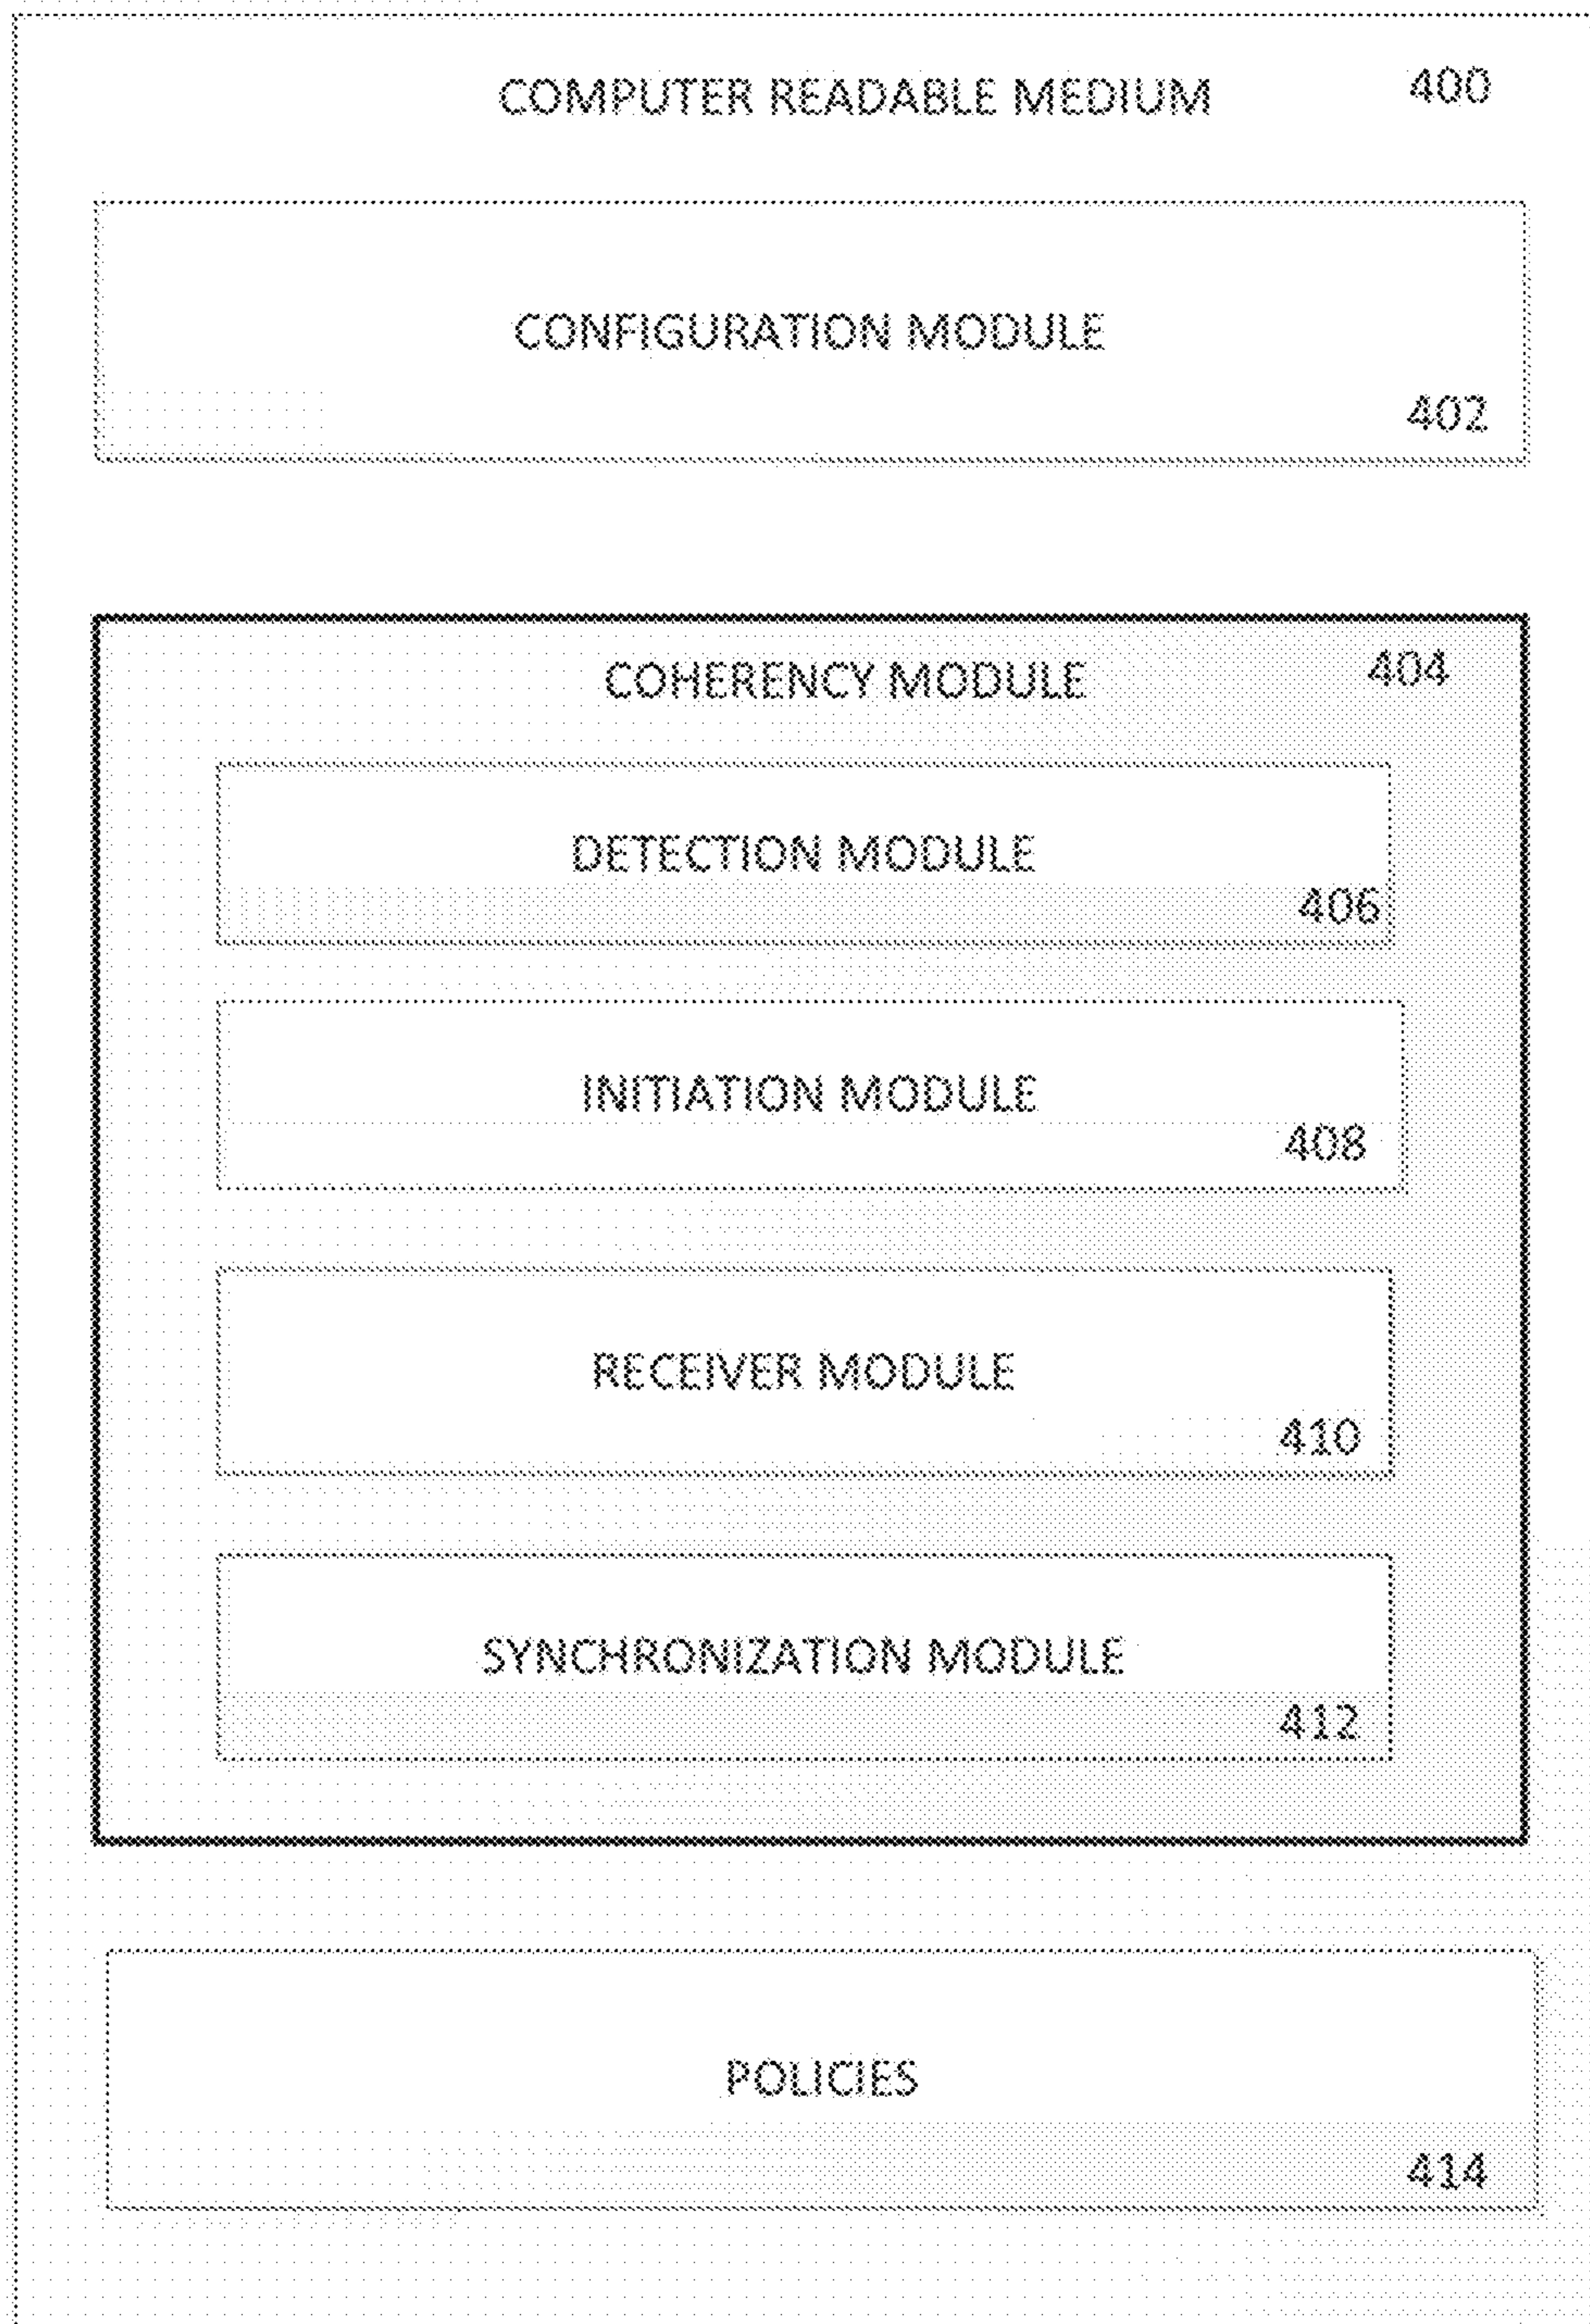 COMPUTER READABLE MEDIUM 400
CONFIGURATION MODULE
402
COHERENCY MODULE 404
DETECTION MODULE
406
INITIATION MODULE
408
RECEIVER MODULE
410
SYNCHRONIZATION MODULE
412
POLICIES
414